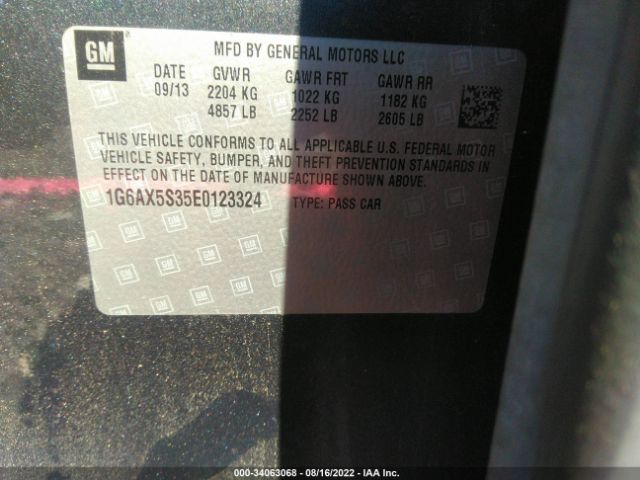 GM
MFD BY GENERAL MOTORS LLC
DATE GVWR GAWR FRT GAWR RR
09/13 2204 KG 1022 KG 1182 KG
4857 LB 2252 LB 2605 LB
THIS VEHICLE CONFORMS TO ALL APPLICABLE U.S. FEDERAL MOTOR
VEHICLE SAFETY, BUMPER, AND THEFT PREVENTION STANDARDS IN
EFFECT ON THE DATE OF MANUFACTURE SHOWN ABOVE.
1G6AX5S35E0123324 TYPE: PASS CAR
000 - 34063068 - 08/16/2022 - IAA Inc.